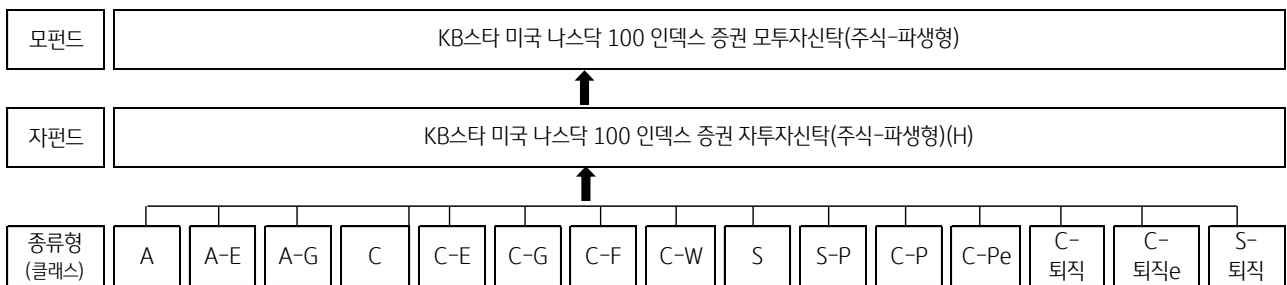 모펀드
KB스타 미국 나스닥 100 인덱스 증권 모투자신탁(주식-파생형)
자펀드
KB스타 미국 나스닥 100 인덱스 증권 자투자신탁(주식-파생형)(H)
종류형
(클래스)
A
A-E
A-G
C
C-E
C-G
C-F
C-W
S
S-P
C-P
C-Pe
C-
퇴직
C-
퇴직e
S-
퇴직